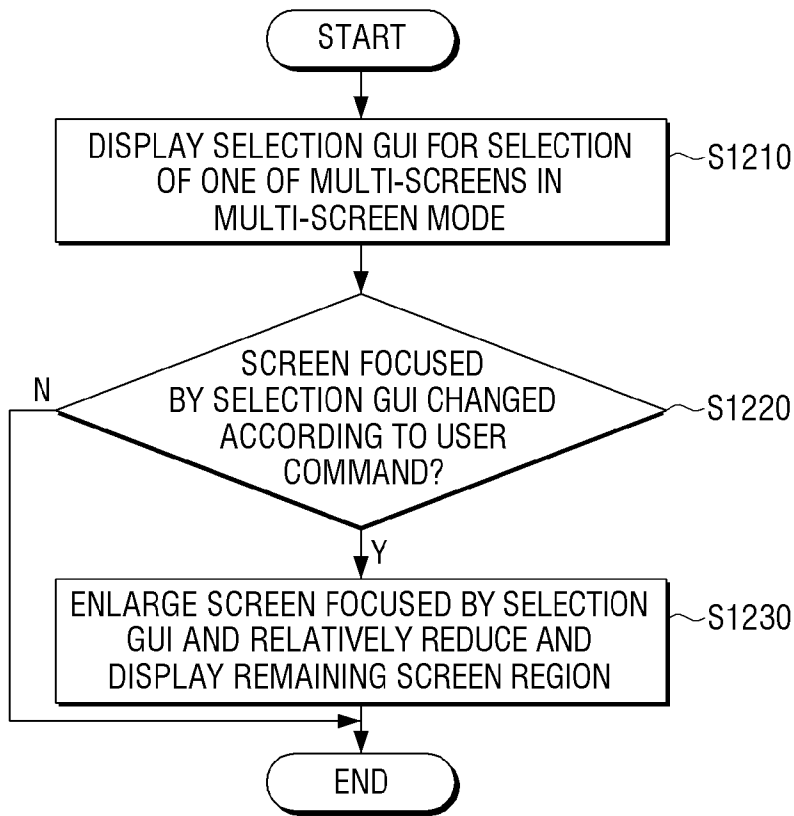 START
DISPLAY SELECTION GUI FOR SELECTION
OF ONE OF MULTI-SCREENS IN
MULTI-SCREEN MODE
S1210
SCREEN FOCUSED
BY SELECTION GUI CHANGED
ACCORDING TO USER
COMMAND?
S1220
N
Y
ENLARGE SCREEN FOCUSED BY SELECTION
GUI AND RELATIVELY REDUCE AND
DISPLAY REMAINING SCREEN REGION
S1230
END